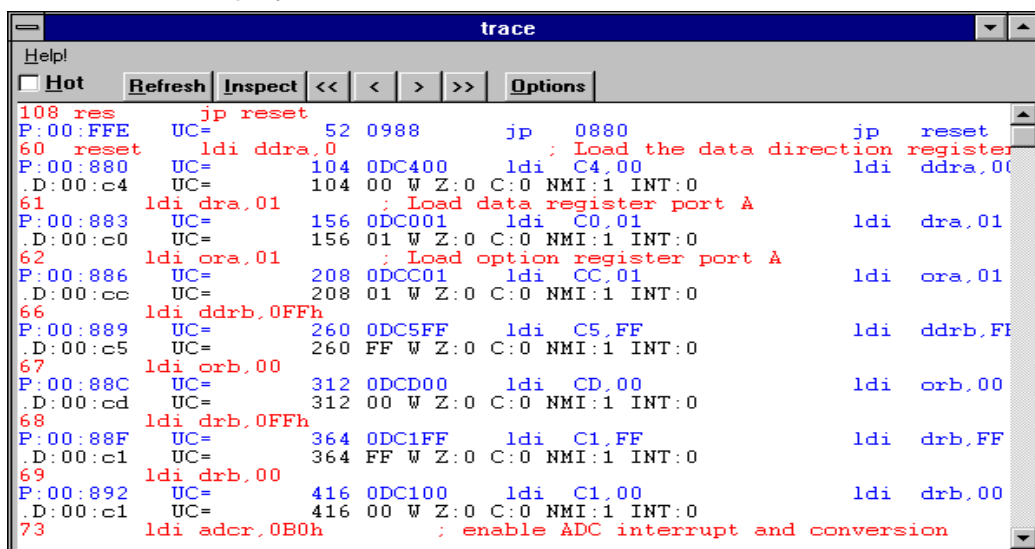 trace
Help!
Hot Refresh Inspect << < > >> Options
108 res jp reset
P:00:FFE UC= 52 0988 jp 0880 jp reset
60 reset ldi ddra,0 ; Load the data direction register
P:00:880 UC= 104 0DC400 ldi C4,00 ldi ddra,00
.D:00:c4 UC= 104 00 W Z:0 C:0 NMI:1 INT:0
61 ldi dra,01 ; Load data register port A
P:00:883 UC= 156 0DC001 ldi C0,01 ldi dra,01
.D:00:c0 UC= 156 01 W Z:0 C:0 NMI:1 INT:0
62 ldi ora,01 ; Load option register port A
P:00:886 UC= 208 0DCC01 ldi CC,01 ldi ora,01
.D:00:cc UC= 208 01 W Z:0 C:0 NMI:1 INT:0
66 ldi ddrb,0FFh
P:00:889 UC= 260 0DC5FF ldi C5,FF ldi ddrb,FF
.D:00:c5 UC= 260 FF W Z:0 C:0 NMI:1 INT:0
67 ldi orb,00
P:00:88C UC= 312 0DCD00 ldi CD,00 ldi orb,00
.D:00:cd UC= 312 00 W Z:0 C:0 NMI:1 INT:0
68 ldi drb,0FFh
P:00:88F UC= 364 0DC1FF ldi C1,FF ldi drb,FF
.D:00:c1 UC= 364 FF W Z:0 C:0 NMI:1 INT:0
69 ldi drb,00
P:00:892 UC= 416 0DC100 ldi C1,00 ldi drb,00
.D:00:c1 UC= 416 00 W Z:0 C:0 NMI:1 INT:0
73 ldi adcr,0B0h ; enable ADC interrupt and conversion